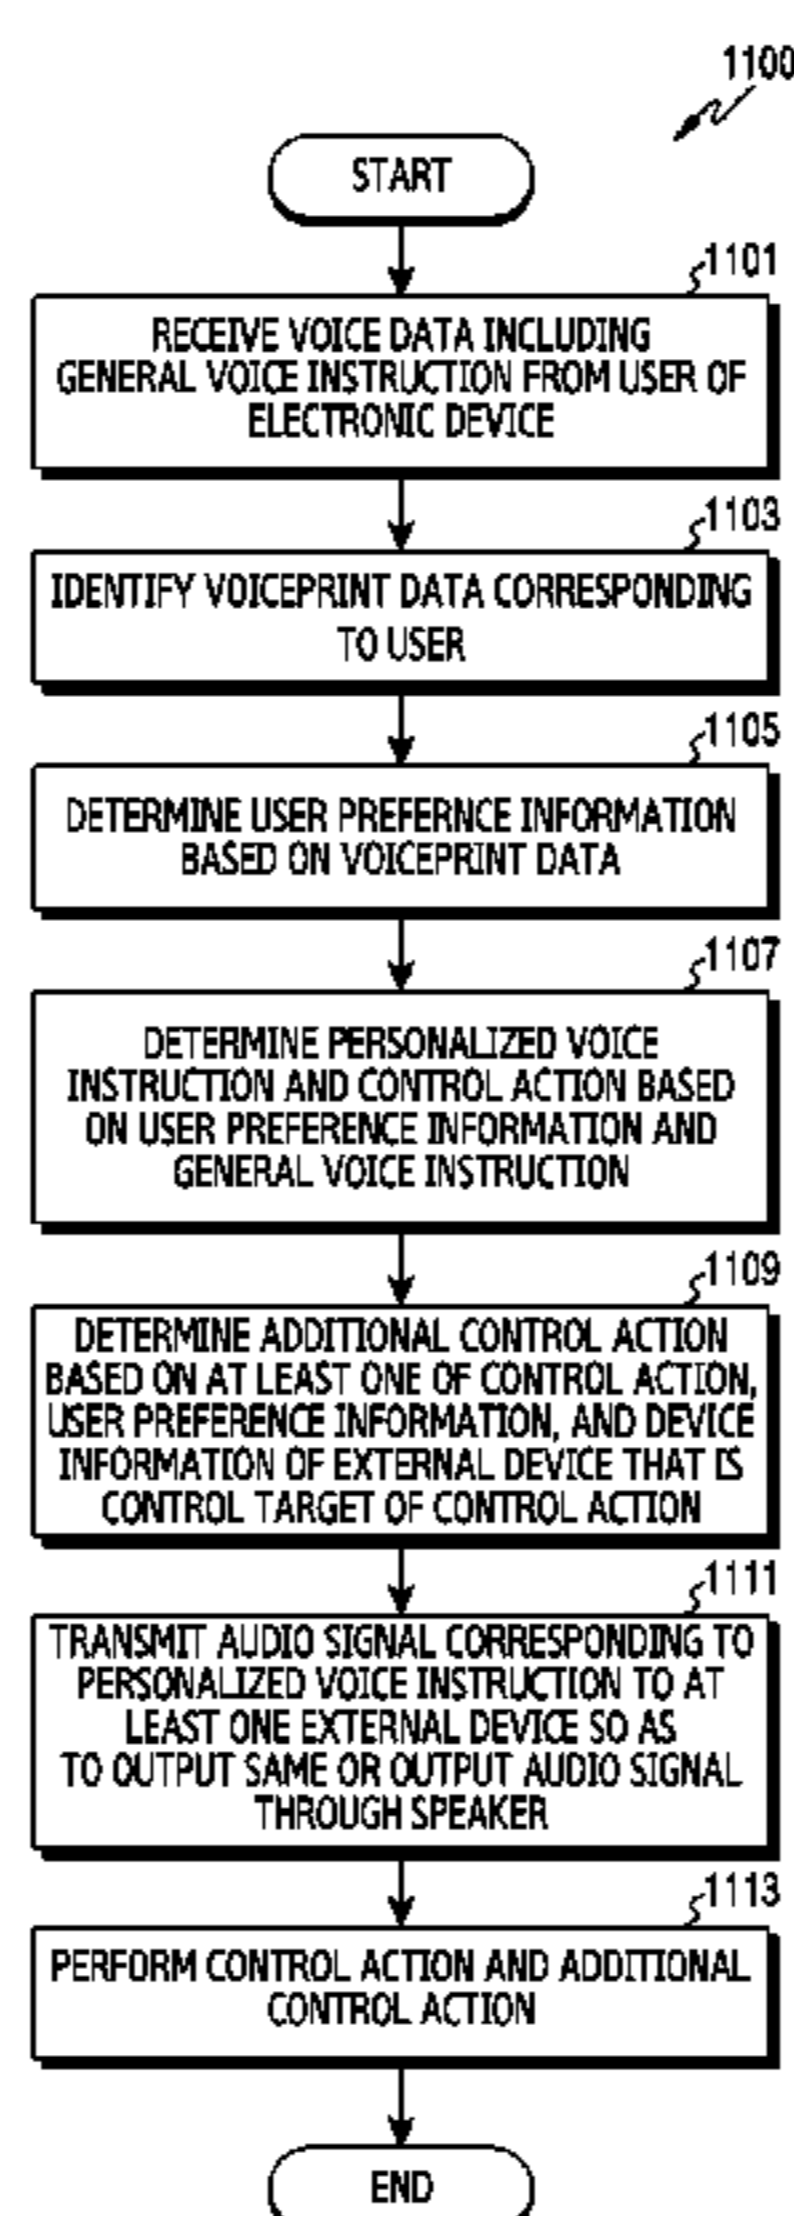 1100
START
1101
RECEIVE VOICE DATA INCLUDING
GENERAL VOICE INSTRUCTION FROM USER OF
ELECTRONIC DEVICE
1103
IDENTIFY VOICEPRINT DATA CORRESPONDING
TO USER
1105
DETERMINE USER PREFERNCE INFORMATION
BASED ON VOICEPRINT DATA
1107
DETERMINE PERSONALIZED VOICE
INSTRUCTION AND CONTROL ACTION BASED
ON USER PREFERENCE INFORMATION AND
GENERAL VOICE INSTRUCTION
1109
DETERMINE ADDITIONAL CONTROL ACTION
BASED ON AT LEAST ONE OF CONTROL ACTION,
USER PREFERENCE INFORMATION, AND DEVICE
INFORMATION OF EXTERNAL DEVICE THAT IS
CONTROL TARGET OF CONTROL ACTION
1111
TRANSMIT AUDIO SIGNAL CORRESPONDING TO
PERSONALIZED VOICE INSTRUCTION TO AT
LEAST ONE EXTERNAL DEVICE SO AS
TO OUTPUT SAME OR OUTPUT AUDIO SIGNAL
THROUGH SPEAKER
1113
PERFORM CONTROL ACTION AND ADDITIONAL
CONTROL ACTION
END